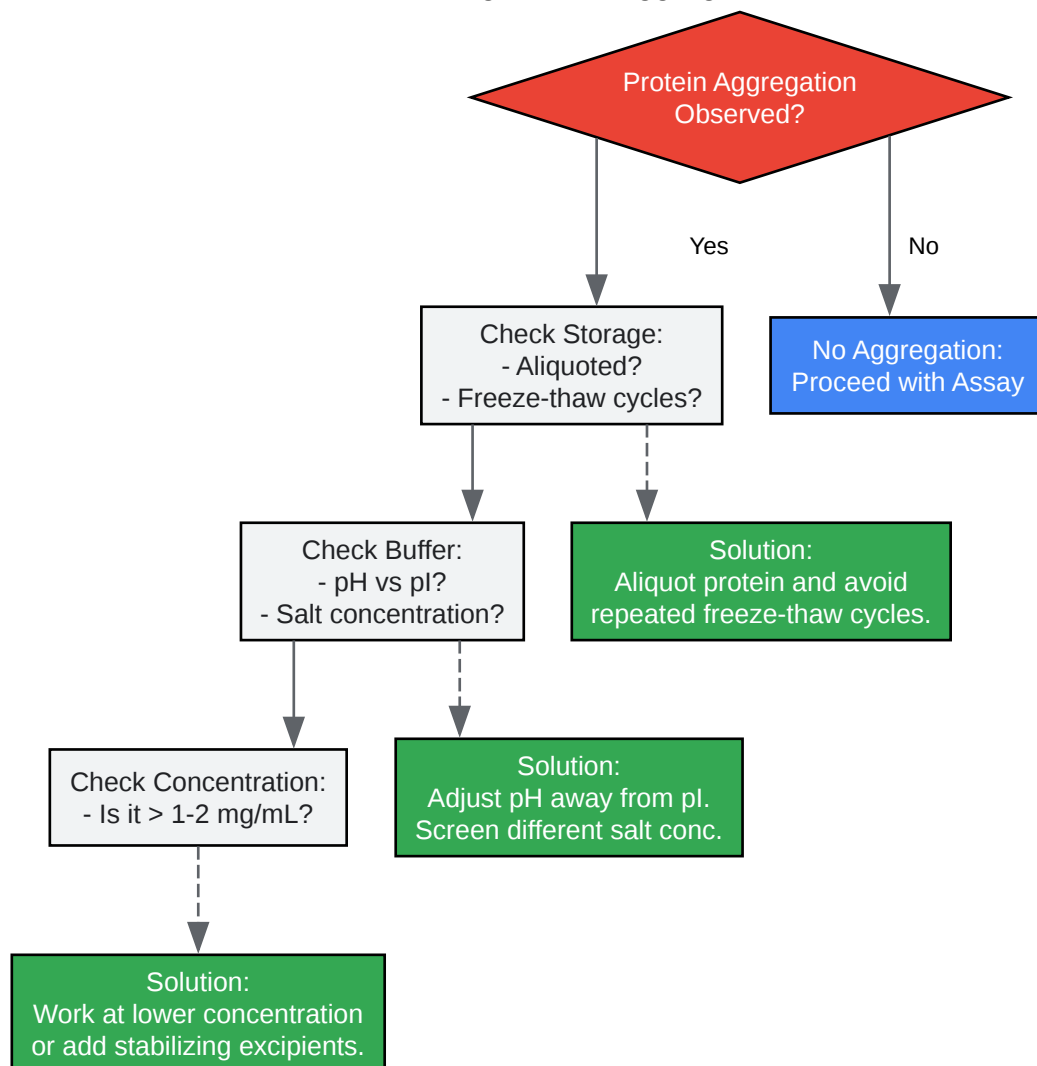 Protein Aggregation
Observed?
Yes
No
Check Storage:
- Aliquoted?
- Freeze-thaw cycles?
No Aggregation:
Proceed with Assay
Check Buffer:
- pH vs pI?
- Salt concentration?
Solution:
Aliquot protein and avoid
repeated freeze-thaw cycles.
Check Concentration:
- Is it > 1-2 mg/mL?
Solution:
Adjust pH away from pI.
Screen different salt conc.
Solution:
Work at lower concentration
or add stabilizing excipients.